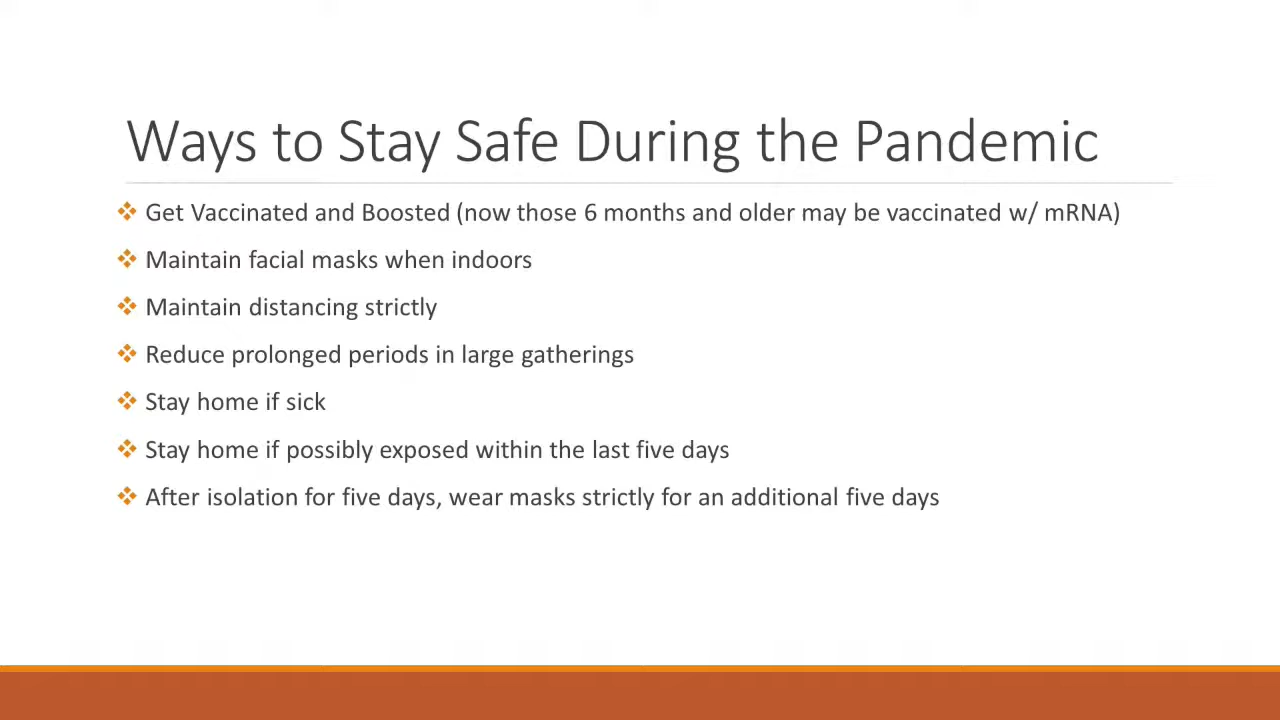 Ways to Stay Safe During the Pandemic
Get Vaccinated and Boosted (now those 6 months and older may be vaccinated w/ mRNA)
Maintain facial masks when indoors
Maintain distancing strictly
Reduce prolonged periods in large gatherings
Stay home if sick
Stay home if possibly exposed within the last five days
After isolation for five days, wear masks strictly for an additional five days